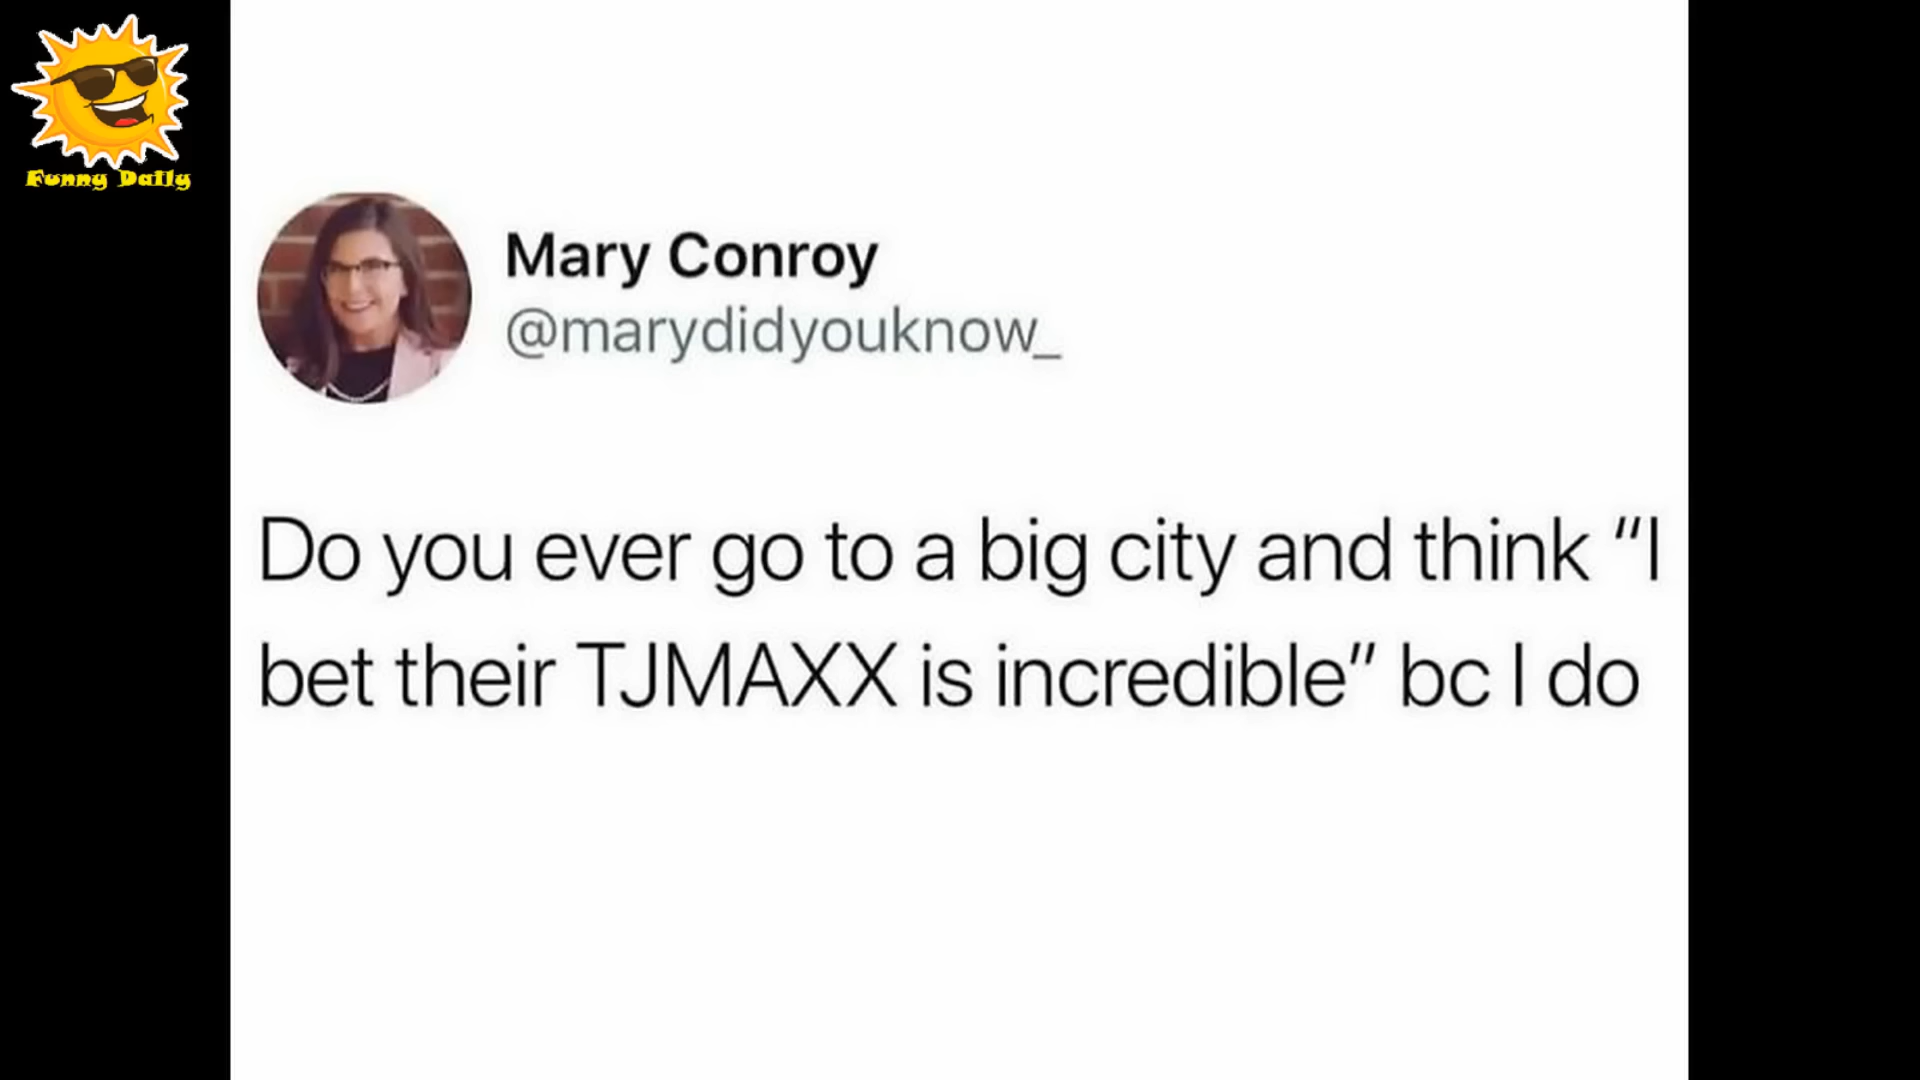 Funny Daily
Mary Conroy
@marydidyouknow_
Do you ever go to a big city and think “I
bet their TJMAXX is incredible” bc I do